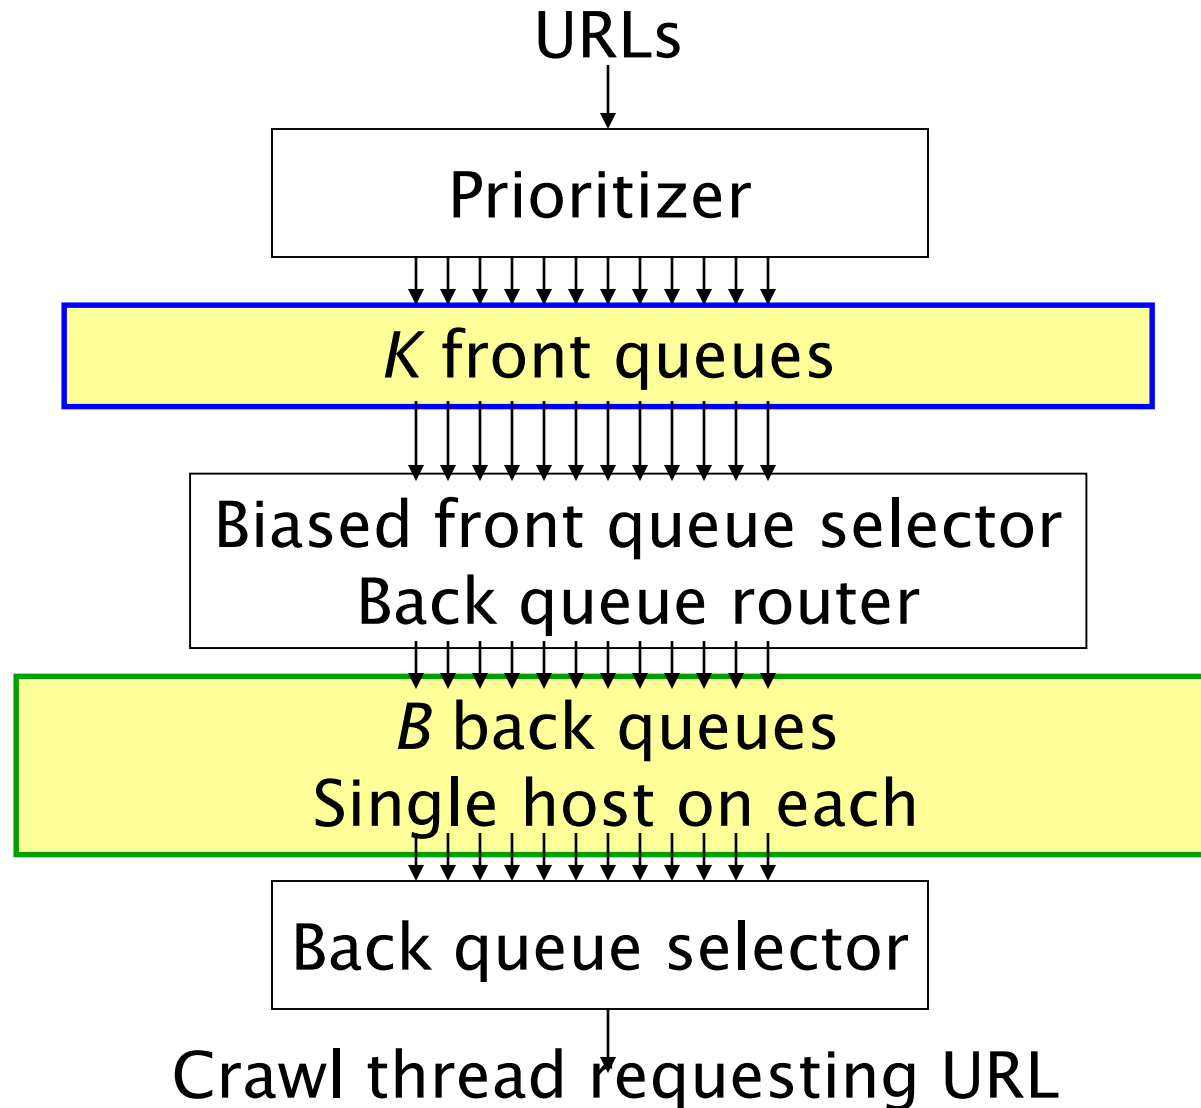 URLs
Prioritizer
K front queues
Biased front queue selector
Back queue router
B back queues
Single host on each
Back queue selector
Crawl thread requesting URL